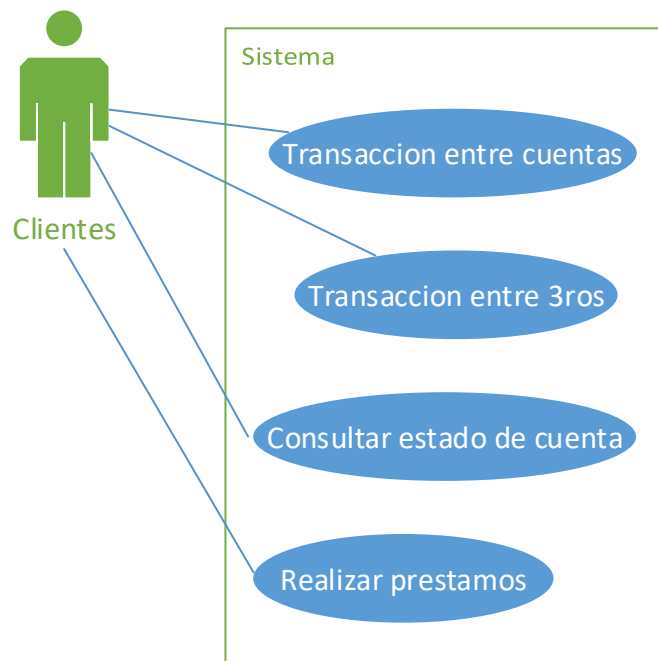 Sistema
Transaccion entre cuentas
Clientes
Transaccion entre 3ros
Consultar estado de cuenta
Realizar prestamos